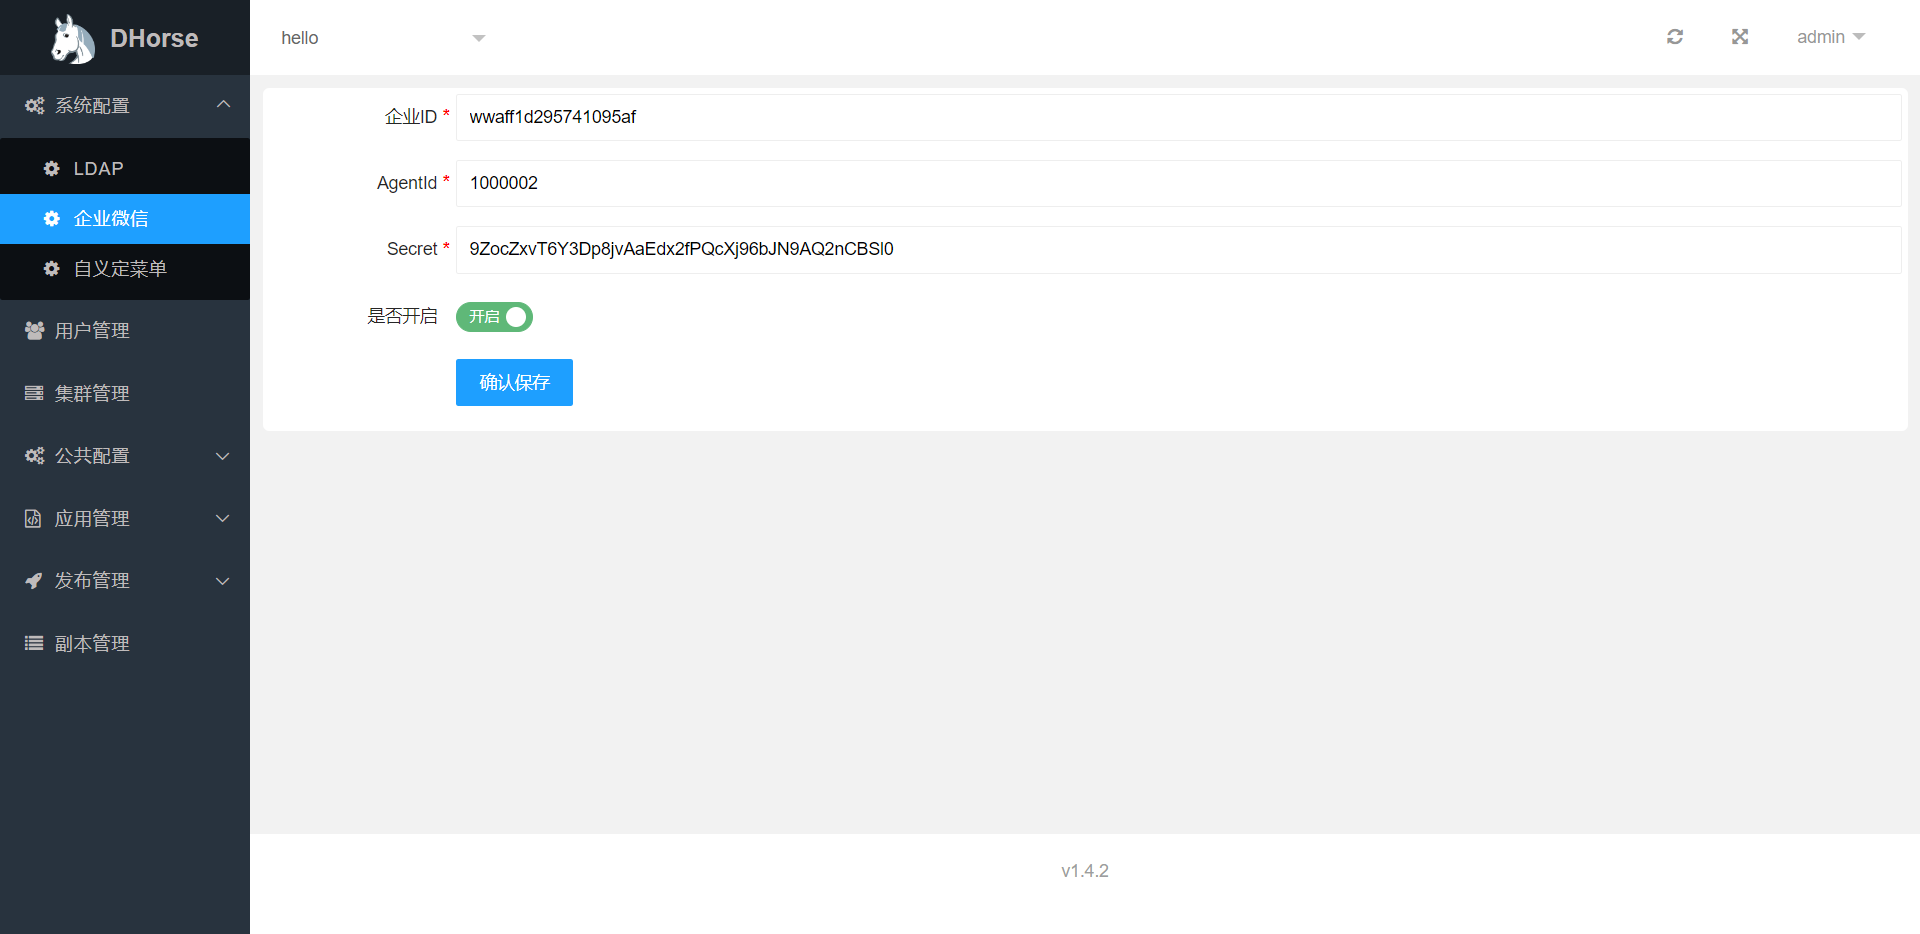 DHorse
hello
admin
系统配置
LDAP
企业微信
自义定菜单
用户管理
集群管理
公共配置
应用管理
发布管理
副本管理
企业ID *
wwaff1d295741095af
AgentId *
1000002
Secret *
9ZocZxvT6Y3Dp8jvAaEdx2fPQcXj96bJN9AQ2nCBSl0
是否开启
开启
确认保存
v1.4.2